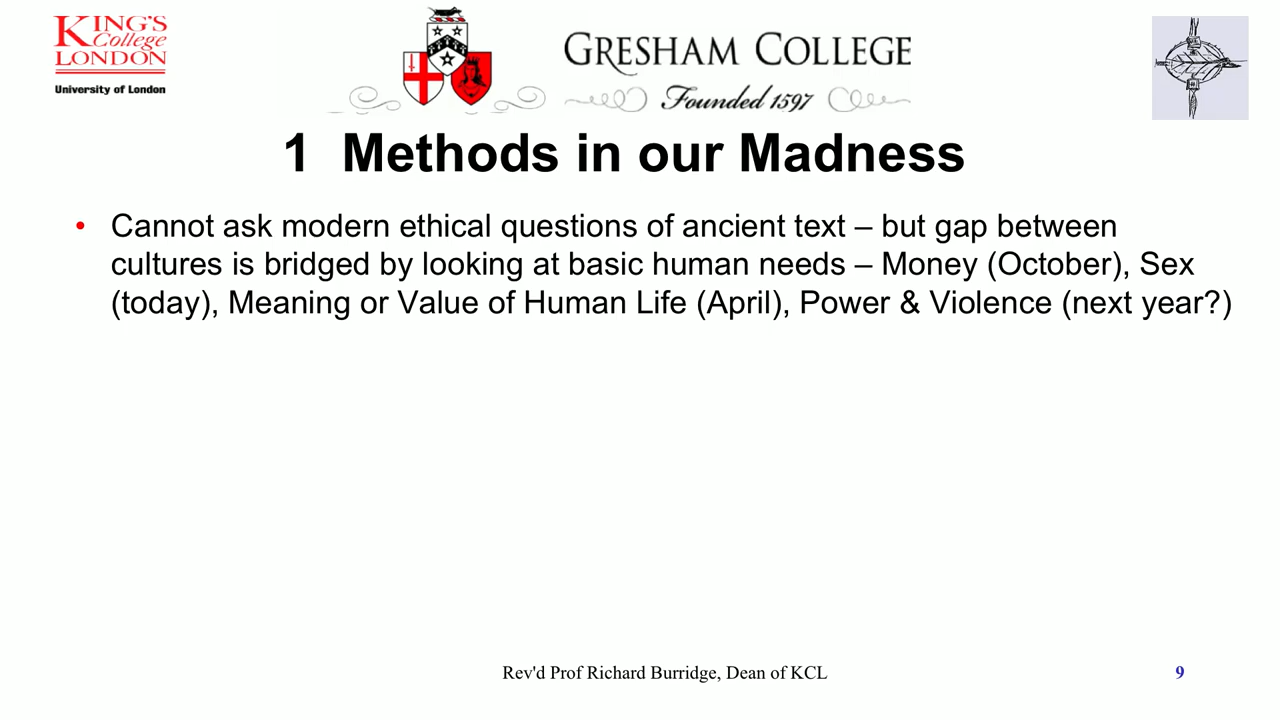 KING'S
College
LONDON
University of London
GRESHAM COLLEGE
Founded 1597
1 Methods in our Madness
• Cannot ask modern ethical questions of ancient text – but gap between
cultures is bridged by looking at basic human needs – Money (October), Sex
(today), Meaning or Value of Human Life (April), Power & Violence (next year?)
Rev'd Prof Richard Burridge, Dean of KCL
9